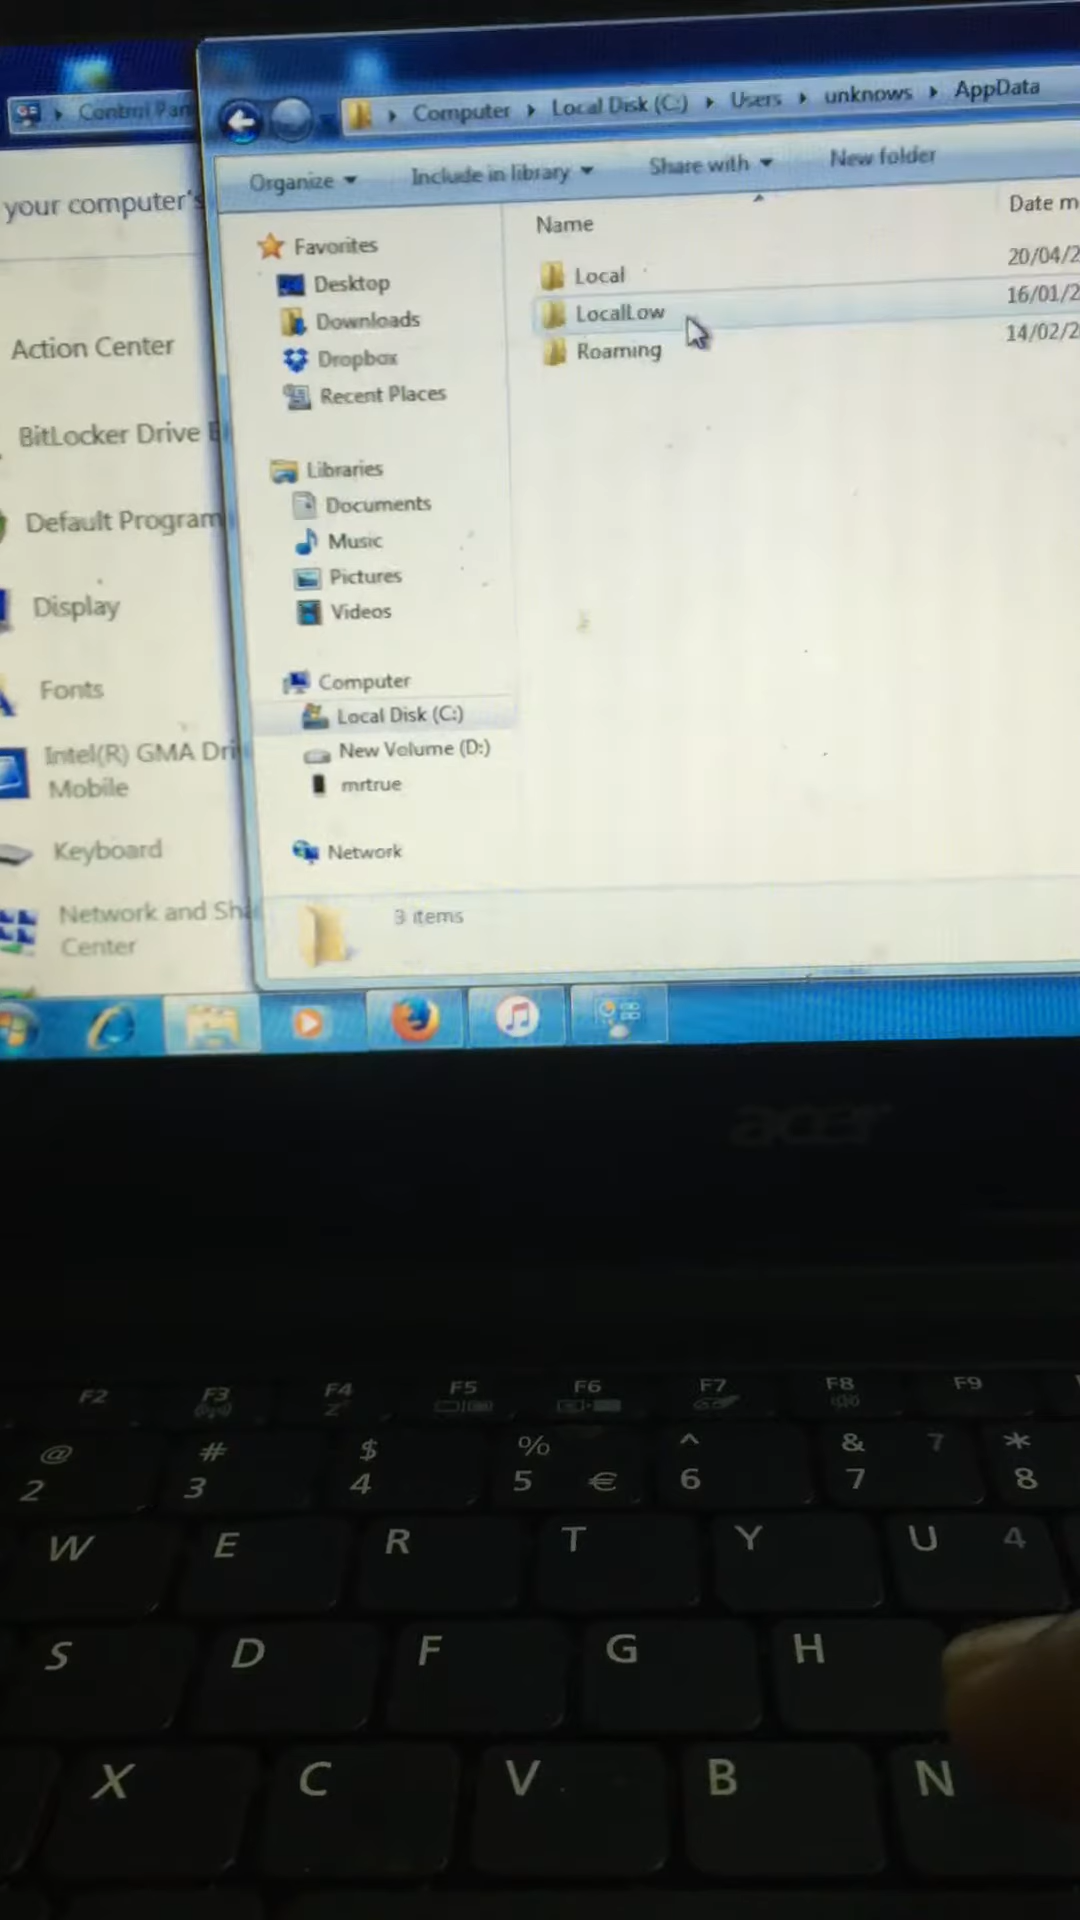 Control Pan
Computer Local Disk (C:) Users unknows AppData
your computer's
Organize Include in library Share with New folder
Name
Date m
Favorites
Desktop
Downloads
Dropbox
Recent Places
Local
20/04/2
LocalLow
16/01/2
Roaming
14/02/2
Libraries
Documents
Music
Pictures
Videos
Computer
Local Disk (C:)
New Volume (D:)
mrtrue
Network
3 items
Action Center
BitLocker Drive E
Default Program
Display
Fonts
Intel(R) GMA Dri
Mobile
Keyboard
Network and Sha
Center
acer
F2 F3 F4 F5 F6 F7 F8 F9
@ # $ % ^ & 7 *
2 3 4 5 € 6 7 8
W E R T Y U 4
S D F G H
X C V B N